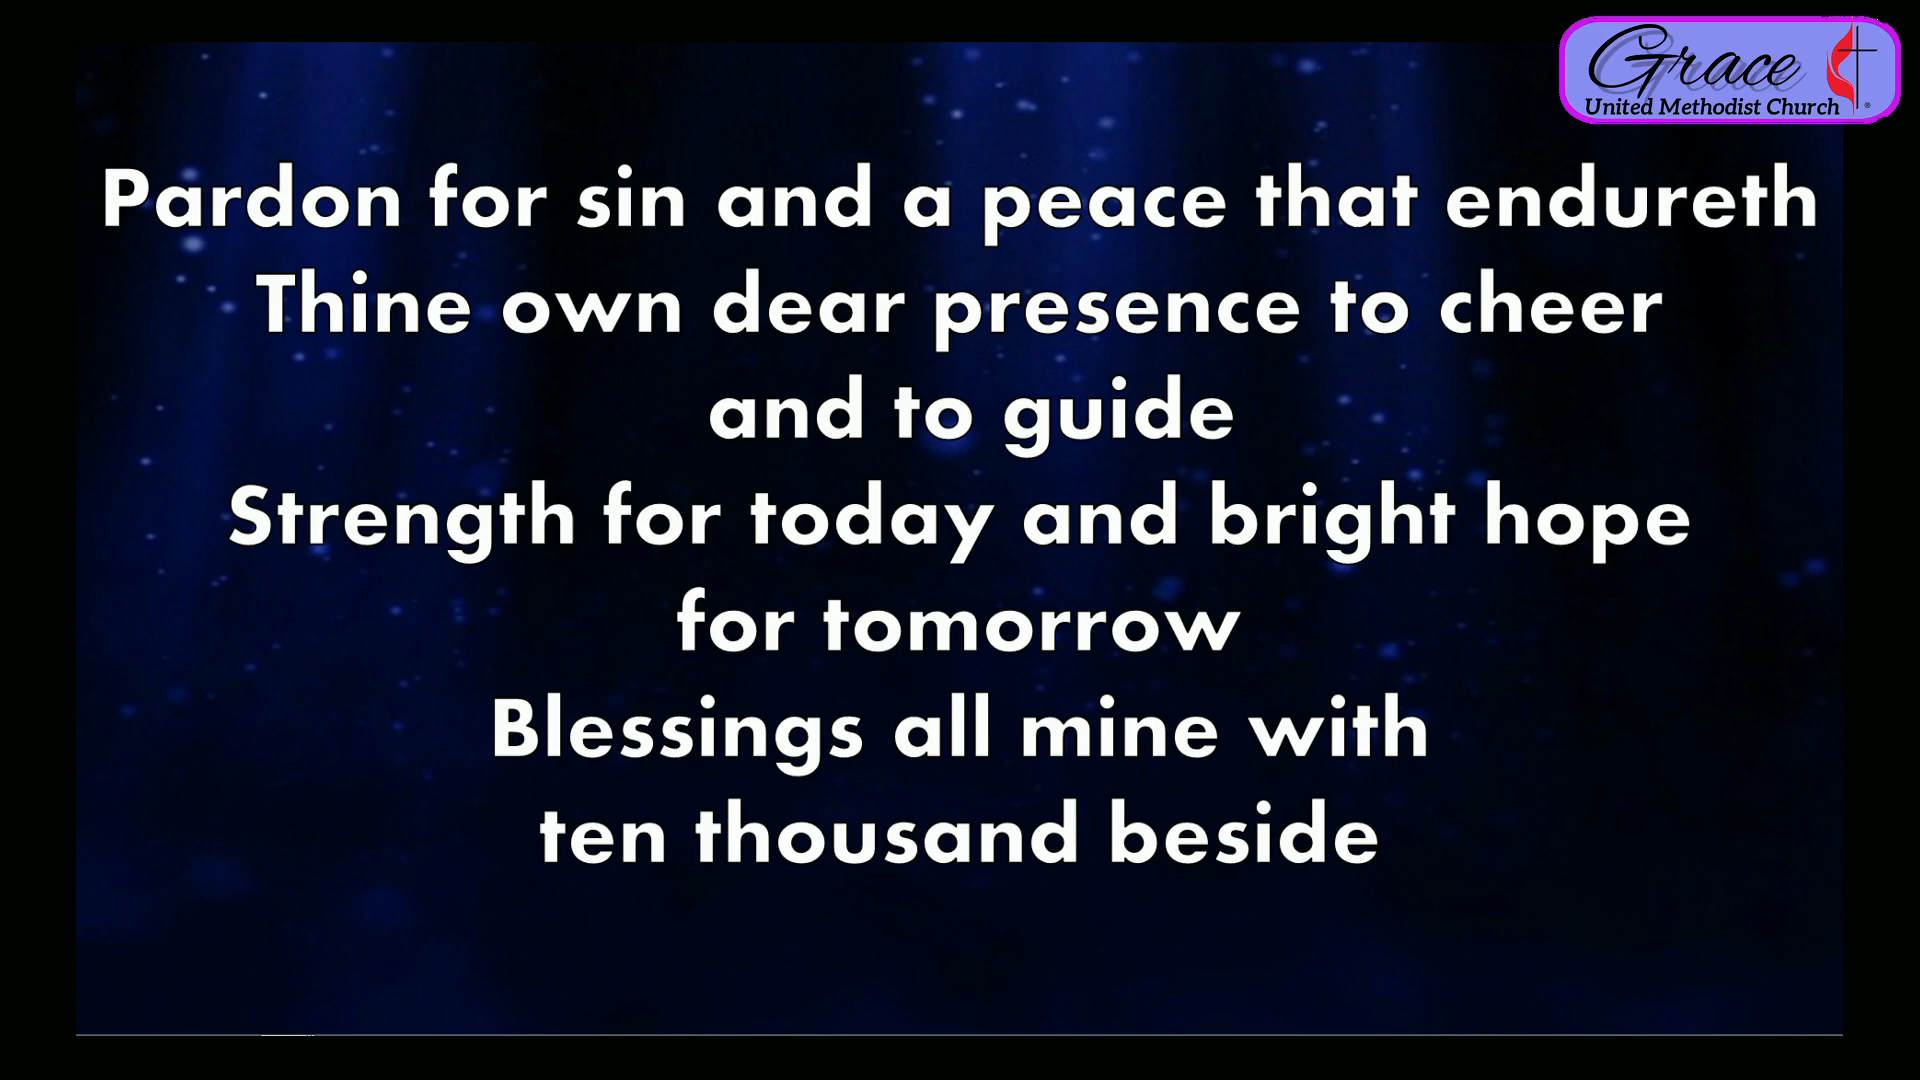 Grace
United Methodist Church
Pardon for sin and a peace that endureth
Thine own dear presence to cheer
and to guide
Strength for today and bright hope
for tomorrow
Blessings all mine with
ten thousand beside